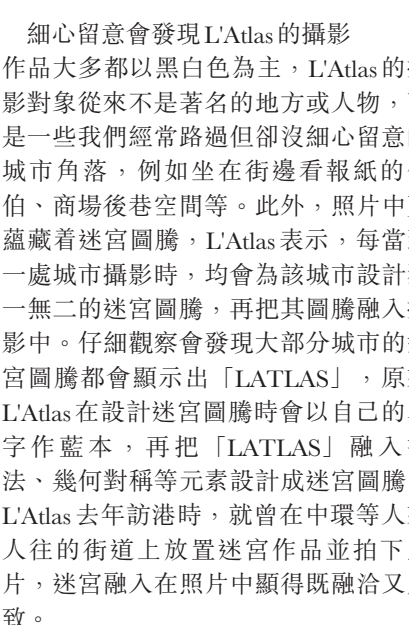 細心留意會發現L'Atlas的攝影
作品大多都以黑白色為主，L'Atlas的
影對象從來不是著名的地方或人物，
是一些我們經常路過但卻沒細心留意
城市角落，例如坐在街邊看報紙的
伯、商場後巷空間等。此外，照片中
蘊藏着迷宮圖騰，L'Atlas表示，每當
一處城市攝影時，均會為該城市設計
一無二的迷宮圖騰，再把其圖騰融入
影中。仔細觀察會發現大部分城市的
宮圖騰都會顯示出「LATLAS」，原
L'Atlas在設計迷宮圖騰時會以自己的
字作藍本，再把「LATLAS」融入
法、幾何對稱等元素設計成迷宮圖騰
L'Atlas去年訪港時，就曾在中環等人
人往的街道上放置迷宮作品並拍下
片，迷宮融入在照片中顯得既融洽又
致。